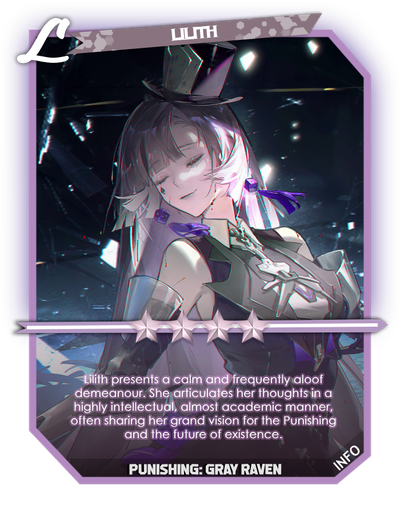 L
LILITH
Lilith presents a calm and frequently aloof
demeanour. She articulates her thoughts in a
highly intellectual, almost academic manner,
often sharing her grand vision for the Punishing
and the future of existence.
PUNISHING: GRAY RAVEN
INFO